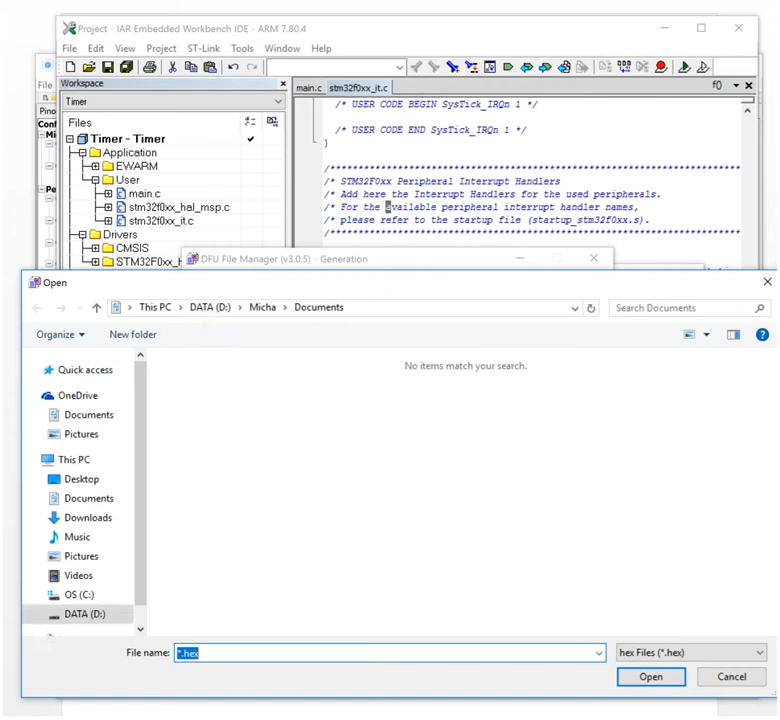 Project - IAR Embedded Workbench IDE - ARM 7.80.4
File Edit View Project ST-Link Tools Window Help
Workspace
main.c stm32f0xx_it.c
f0
Timer
Files
Timer - Timer
Application
EWARM
User
main.c
stm32f0xx_hal_msp.c
stm32f0xx_it.c
Drivers
CMSIS
STM32F
/* USER CODE BEGIN SysTick_IRQn 1 */
/* USER CODE END SysTick_IRQn 1 */
}
/******************************************************************************
/* STM32F0xx Peripheral Interrupt Handlers
/* Add here the Interrupt Handlers for the used peripherals.
/* For the available peripheral interrupt handler names,
/* please refer to the startup file (startup_stm32f0xx.s).
/******************************************************************************
File
Pino
Conf
Mi
Pe
DFU File Manager (v3.0.5) - Generation
Open
This PC > DATA (D:) > Micha > Documents
Search Documents
Organize New folder
Quick access
OneDrive
Documents
Pictures
This PC
Desktop
Documents
Downloads
Music
Pictures
Videos
OS (C:)
DATA (D:)
No items match your search.
File name: *.hex
hex Files (*.hex)
Open Cancel